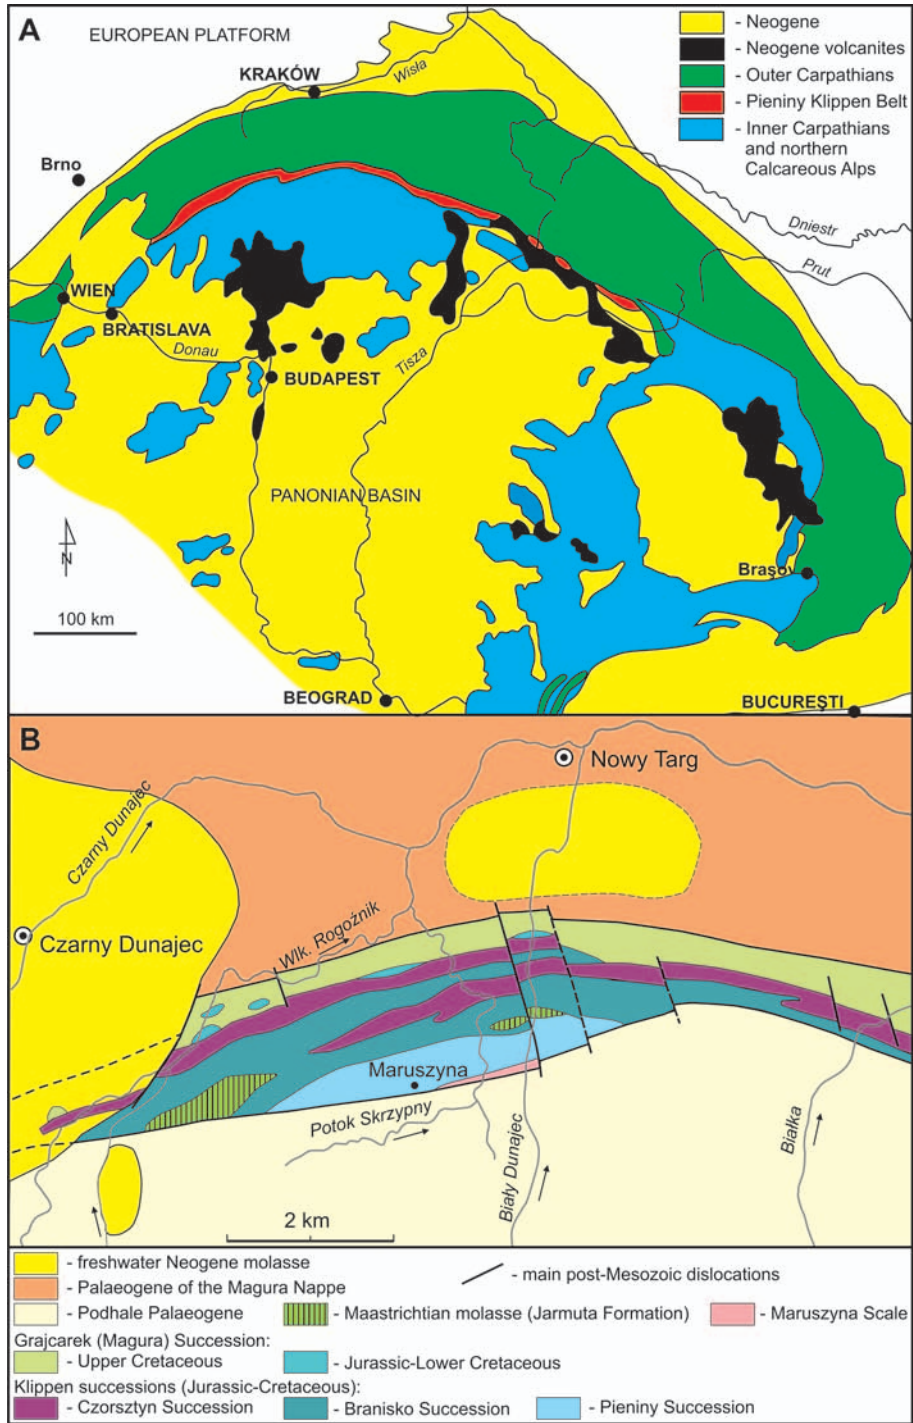 A
EUROPEAN PLATFORM
KRAKÓW
Wisła
Brno
Dniestr
Prut
WIEN
BRATISLAVA
Donau
BUDAPEST
Tisza
PANONIAN BASIN
N
100 km
Braşov
BEOGRAD
BUCUREŞTI
- Neogene
- Neogene volcanites
- Outer Carpathians
- Pieniny Klippen Belt
- Inner Carpathians
and northern
Calcareous Alps
B
Nowy Targ
Czarny Dunajec
Czarny Dunajec
Wlk. Rogoźnik
Maruszyna
Potok Skrzypny
Biały Dunajec
Białka
2 km
- freshwater Neogene molasse
- Palaeogene of the Magura Nappe
- main post-Mesozoic dislocations
- Podhale Palaeogene
- Maastrichtian molasse (Jarmuta Formation)
- Maruszyna Scale
Grajcarek (Magura) Succession:
- Upper Cretaceous
- Jurassic-Lower Cretaceous
Klippen successions (Jurassic-Cretaceous):
- Czorsztyn Succession
- Branisko Succession
- Pieniny Succession